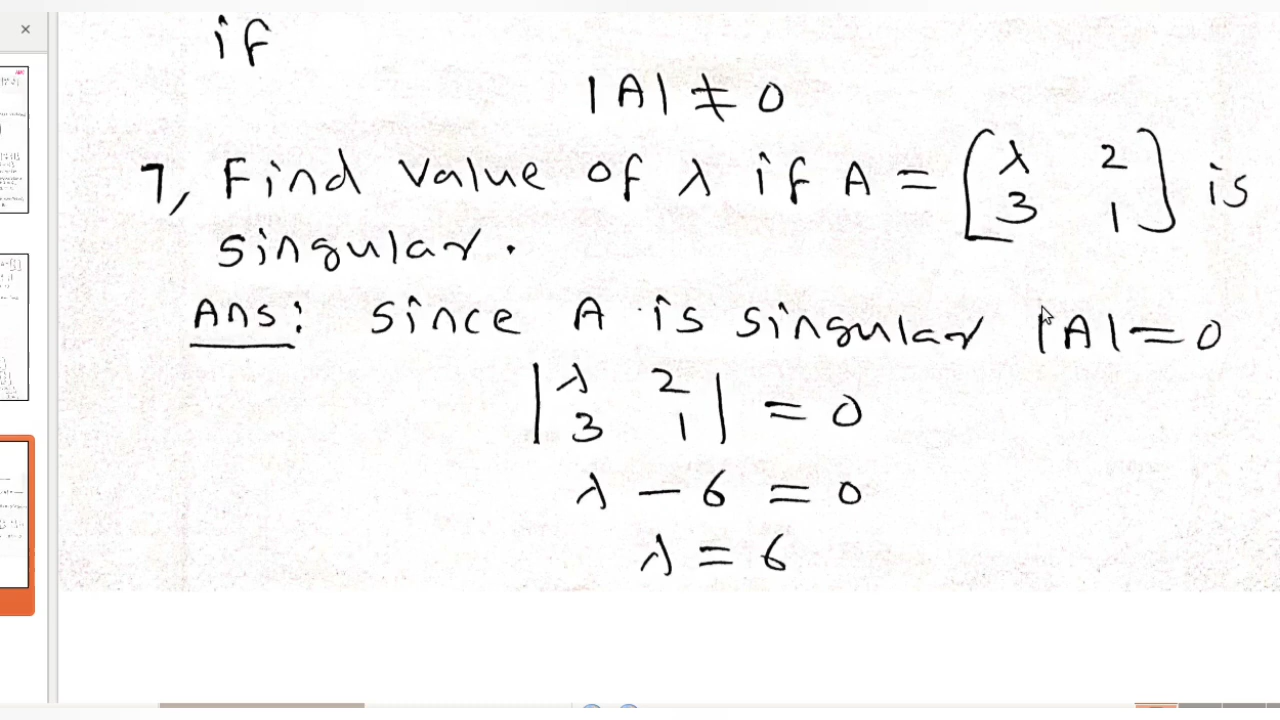 if
|A| ≠ 0
7, Find Value of λ if A = [λ 2
3 1] is
singular.
Ans: Since A is singular |A| = 0
|λ 2
3 1| = 0
λ - 6 = 0
λ = 6